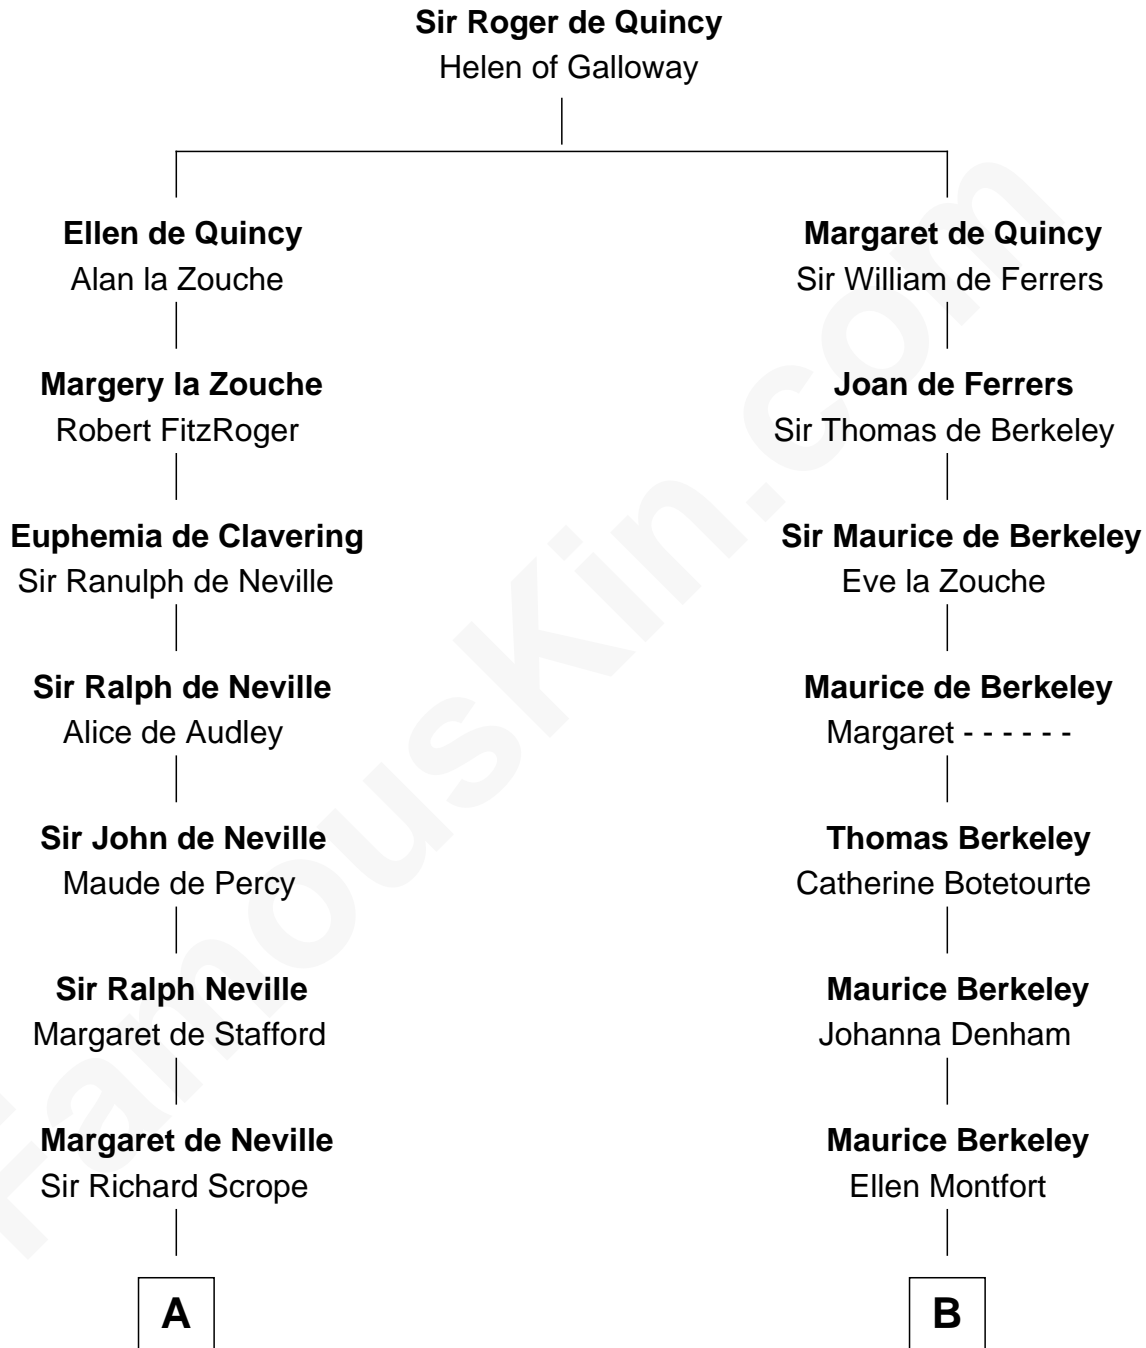 Sir Roger de Quincy
Helen of Galloway
Ellen de Quincy
Alan la Zouche
Margaret de Quincy
Sir William de Ferrers
Margery la Zouche
Robert FitzRoger
Joan de Ferrers
Sir Thomas de Berkeley
Euphemia de Clavering
Sir Ranulph de Neville
Sir Maurice de Berkeley
Eve la Zouche
Sir Ralph de Neville
Alice de Audley
Maurice de Berkeley
Margaret - - - - - -
Sir John de Neville
Maude de Percy
Thomas Berkeley
Catherine Botetourte
Sir Ralph Neville
Margaret de Stafford
Maurice Berkeley
Johanna Denham
Margaret de Neville
Sir Richard Scrope
Maurice Berkeley
Ellen Montfort
A
B
FamousKin.com